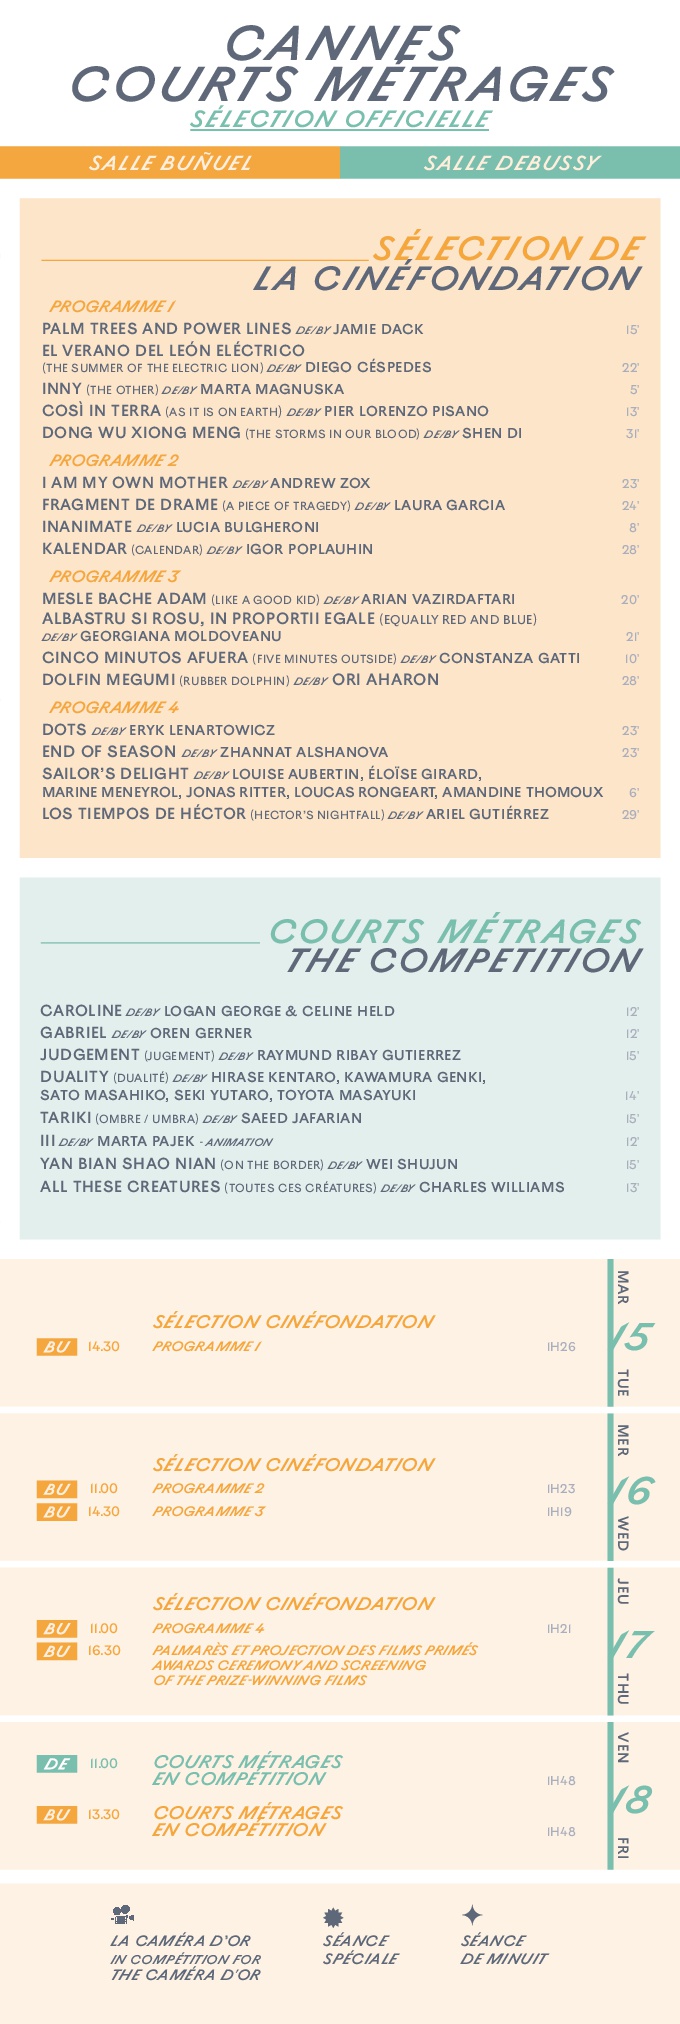 CANNES
COURTS MÉTRAGES
SÉLECTION OFFICIELLE
SALLE BUÑUEL SALLE DEBUSSY
SÉLECTION DE
LA CINÉFONDATION
PROGRAMME 1
PALM TREES AND POWER LINES DE/BY JAMIE DACK 15'
EL VERANO DEL LEÓN ELÉCTRICO
(THE SUMMER OF THE ELECTRIC LION) DE/BY DIEGO CÉSPEDES 22'
INNY (THE OTHER) DE/BY MARTA MAGNUSKA 5'
COSÌ IN TERRA (AS IT IS ON EARTH) DE/BY PIER LORENZO PISANO 13'
DONG WU XIONG MENG (THE STORMS IN OUR BLOOD) DE/BY SHEN DI 31'
PROGRAMME 2
I AM MY OWN MOTHER DE/BY ANDREW ZOX 23'
FRAGMENT DE DRAME (A PIECE OF TRAGEDY) DE/BY LAURA GARCIA 24'
INANIMATE DE/BY LUCIA BULGHERONI 8'
KALENDAR (CALENDAR) DE/BY IGOR POPLAUHIN 28'
PROGRAMME 3
MESLE BACHE ADAM (LIKE A GOOD KID) DE/BY ARIAN VAZIRDAFTARI 20'
ALBASTRU SI ROSU, IN PROPORTII EGALE (EQUALLY RED AND BLUE)
DE/BY GEORGIANA MOLDOVEANU 21'
CINCO MINUTOS AFUERA (FIVE MINUTES OUTSIDE) DE/BY CONSTANZA GATTI 10'
DOLFIN MEGUMI (RUBBER DOLPHIN) DE/BY ORI AHARON 28'
PROGRAMME 4
DOTS DE/BY ERYK LENARTOWICZ 23'
END OF SEASON DE/BY ZHANNAT ALSHANOVA 23'
SAILOR'S DELIGHT DE/BY LOUISE AUBERTIN, ÉLOÏSE GIRARD,
MARINE MENEYROL, JONAS RITTER, LOUCAS RONGEART, AMANDINE THOMOUX 6'
LOS TIEMPOS DE HÉCTOR (HECTOR'S NIGHTFALL) DE/BY ARIEL GUTIÉRREZ 29'
COURTS MÉTRAGES
THE COMPETITION
CAROLINE DE/BY LOGAN GEORGE & CELINE HELD 12'
GABRIEL DE/BY OREN GERNER 12'
JUDGEMENT (JUGEMENT) DE/BY RAYMUND RIBAY GUTIERREZ 15'
DUALITY (DUALITÉ) DE/BY HIRASE KENTARO, KAWAMURA GENKI,
SATO MASAHIKO, SEKI YUTARO, TOYOTA MASAYUKI 14'
TARIKI (OMBRE / UMBRA) DE/BY SAEED JAFARIAN 15'
III DE/BY MARTA PAJEK - ANIMATION 12'
YAN BIAN SHAO NIAN (ON THE BORDER) DE/BY WEI SHUJUN 15'
ALL THESE CREATURES (TOUTES CES CRÉATURES) DE/BY CHARLES WILLIAMS 13'
MAR 15 TUE
SÉLECTION CINÉFONDATION
BU 14.30 PROGRAMME 1 1H26
MER 16 WED
SÉLECTION CINÉFONDATION
BU 11.00 PROGRAMME 2 1H23
BU 14.30 PROGRAMME 3 1H19
JEU 17 THU
SÉLECTION CINÉFONDATION
BU 11.00 PROGRAMME 4 1H21
BU 16.30 PALMARÈS ET PROJECTION DES FILMS PRIMÉS
AWARDS CEREMONY AND SCREENING
OF THE PRIZE-WINNING FILMS
VEN 18 FRI
DE 11.00 COURTS MÉTRAGES
EN COMPÉTITION 1H48
BU 13.30 COURTS MÉTRAGES
EN COMPÉTITION 1H48
LA CAMÉRA D'OR
IN COMPÉTITION FOR
THE CAMÉRA D'OR
SÉANCE
SPÉCIALE
SÉANCE
DE MINUIT